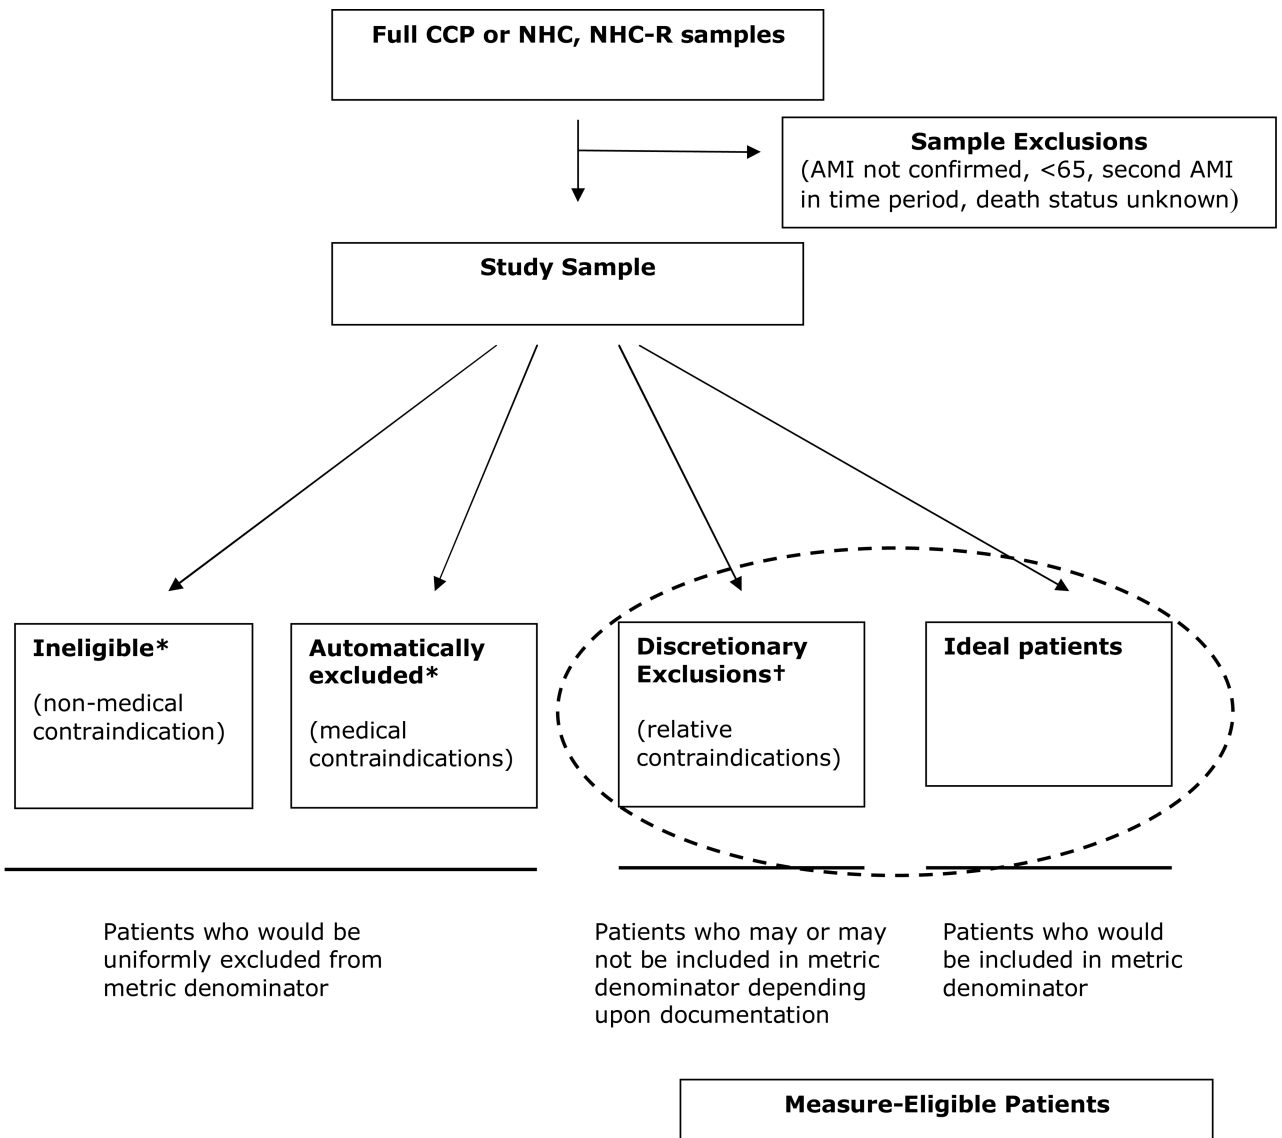 Full CCP or NHC, NHC-R samples
Sample Exclusions
(AMI not confirmed, <65, second AMI
in time period, death status unknown)
Study Sample
Ineligible*
(non-medical
contraindication)
Automatically
excluded*
(medical
contraindications)
Discretionary
Exclusions†
(relative
contraindications)
Ideal patients
Patients who would be
uniformly excluded from
metric denominator
Patients who may or may
not be included in metric
denominator depending
upon documentation
Patients who would
be included in metric
denominator
Measure-Eligible Patients